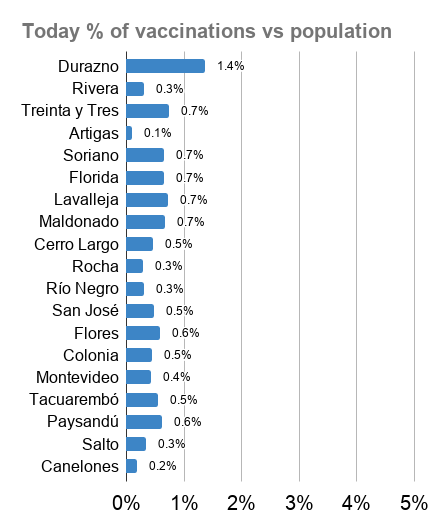 Today % of vaccinations vs population
Durazno 1.4%
Rivera 0.3%
Treinta y Tres 0.7%
Artigas 0.1%
Soriano 0.7%
Florida 0.7%
Lavalleja 0.7%
Maldonado 0.7%
Cerro Largo 0.5%
Rocha 0.3%
Río Negro 0.3%
San José 0.5%
Flores 0.6%
Colonia 0.5%
Montevideo 0.4%
Tacuarembó 0.5%
Paysandú 0.6%
Salto 0.3%
Canelones 0.2%
0% 1% 2% 3% 4% 5%